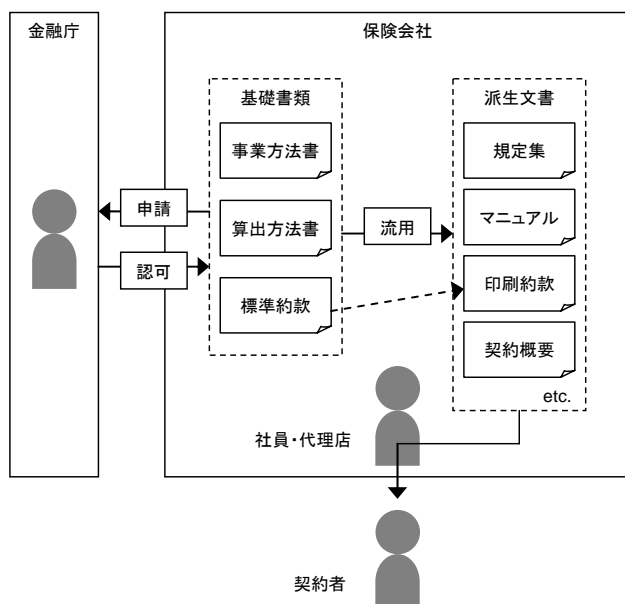 金融庁
保険会社
基礎書類
派生文書
事業方法書
規定集
申請
算出方法書
流用
マニュアル
認可
標準約款
印刷約款
契約概要
etc.
社員・代理店
契約者